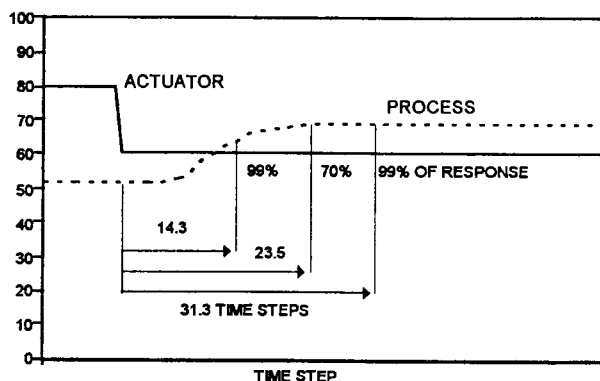 100
90
80
70
60
50
40
30
20
10
0
ACTUATOR
PROCESS
99% 70% 99% OF RESPONSE
14.3
23.5
31.3 TIME STEPS
TIME STEP